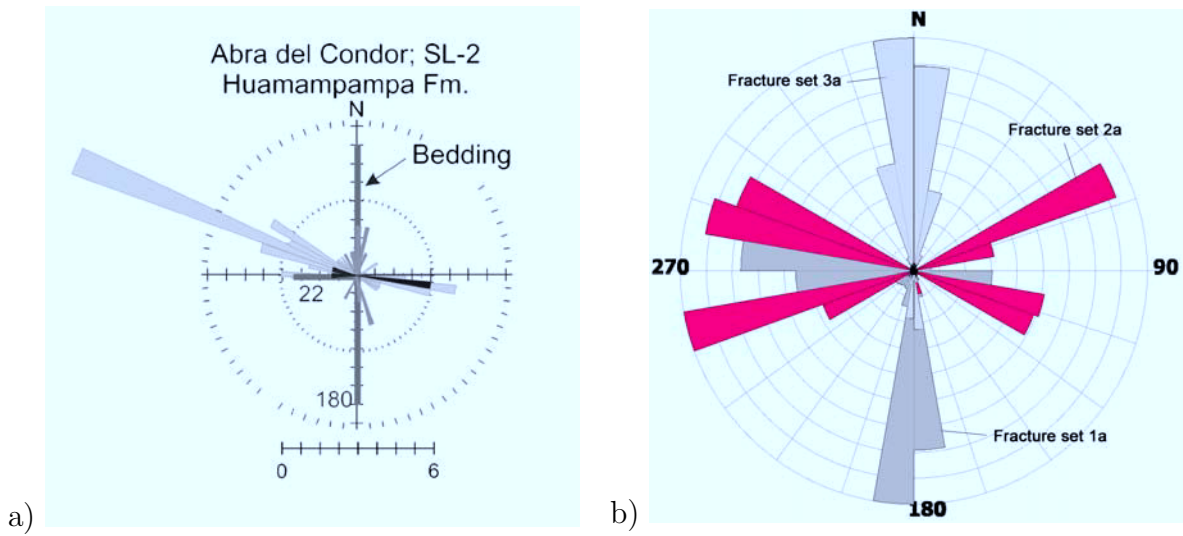 Abra del Condor; SL-2
Huamampampa Fm.
N
Bedding
22
180
0 6
a)
N
Fracture set 3a
Fracture set 2a
270
90
Fracture set 1a
180
b)